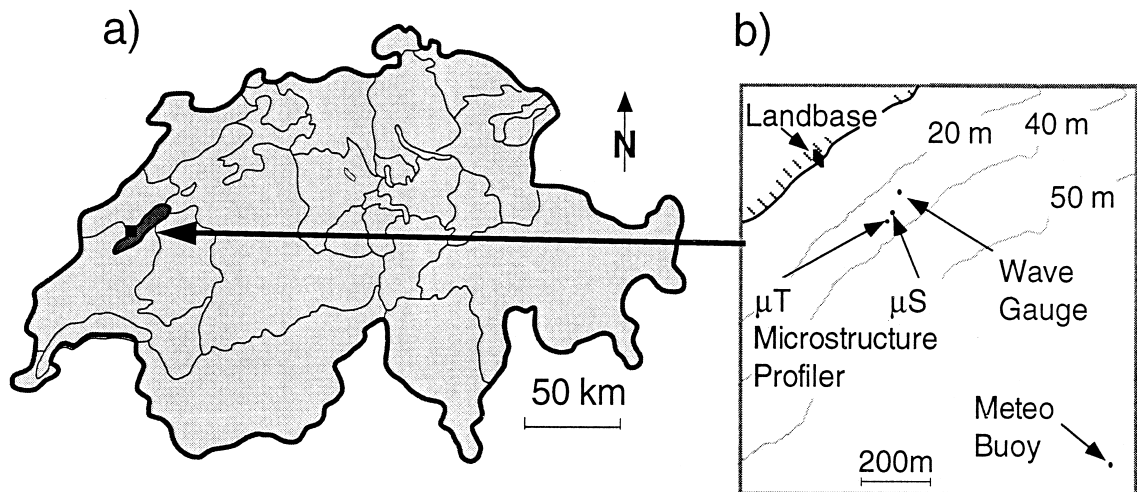 a)
N
50 km
b)
Landbase
20 m
40 m
50 m
Wave
Gauge
μT
μS
Microstructure
Profiler
Meteo
Buoy
200m